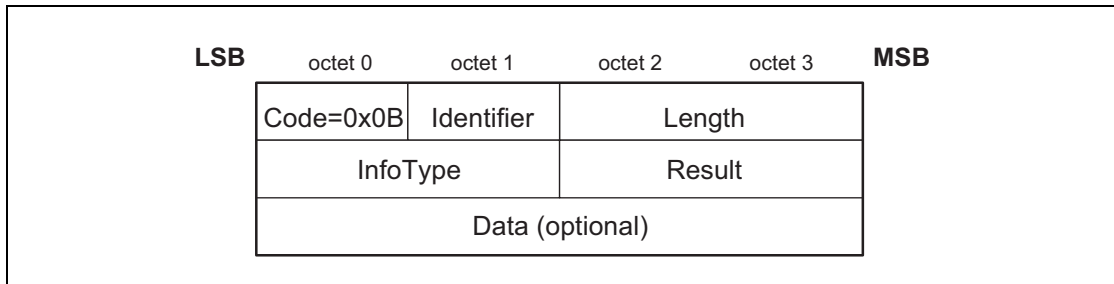 LSB octet 0 octet 1 octet 2 octet 3 MSB
Code=0x0B Identifier Length
InfoType Result
Data (optional)